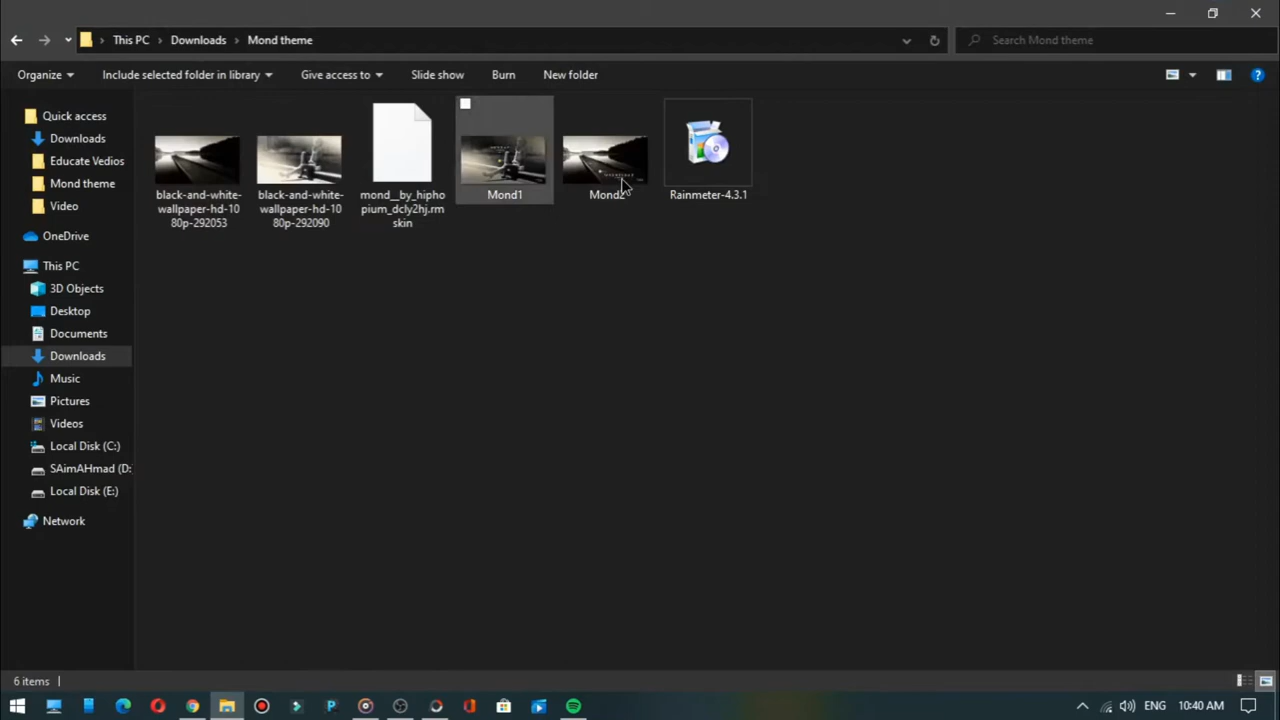 This PC > Downloads > Mond theme
Search Mond theme
Organize
Include selected folder in library
Give access to
Slide show
Burn
New folder
Quick access
Downloads
Educate Vedios
Mond theme
Video
OneDrive
This PC
3D Objects
Desktop
Documents
Downloads
Music
Pictures
Videos
Local Disk (C:)
SAimAHmad (D:
Local Disk (E:)
Network
black-and-white-
wallpaper-hd-10
80p-292053
black-and-white-
wallpaper-hd-10
80p-292090
mond__by_hipho
pium_dcly2hj.rm
skin
Mond1
Mond2
Rainmeter-4.3.1
6 items
ENG
10:40 AM